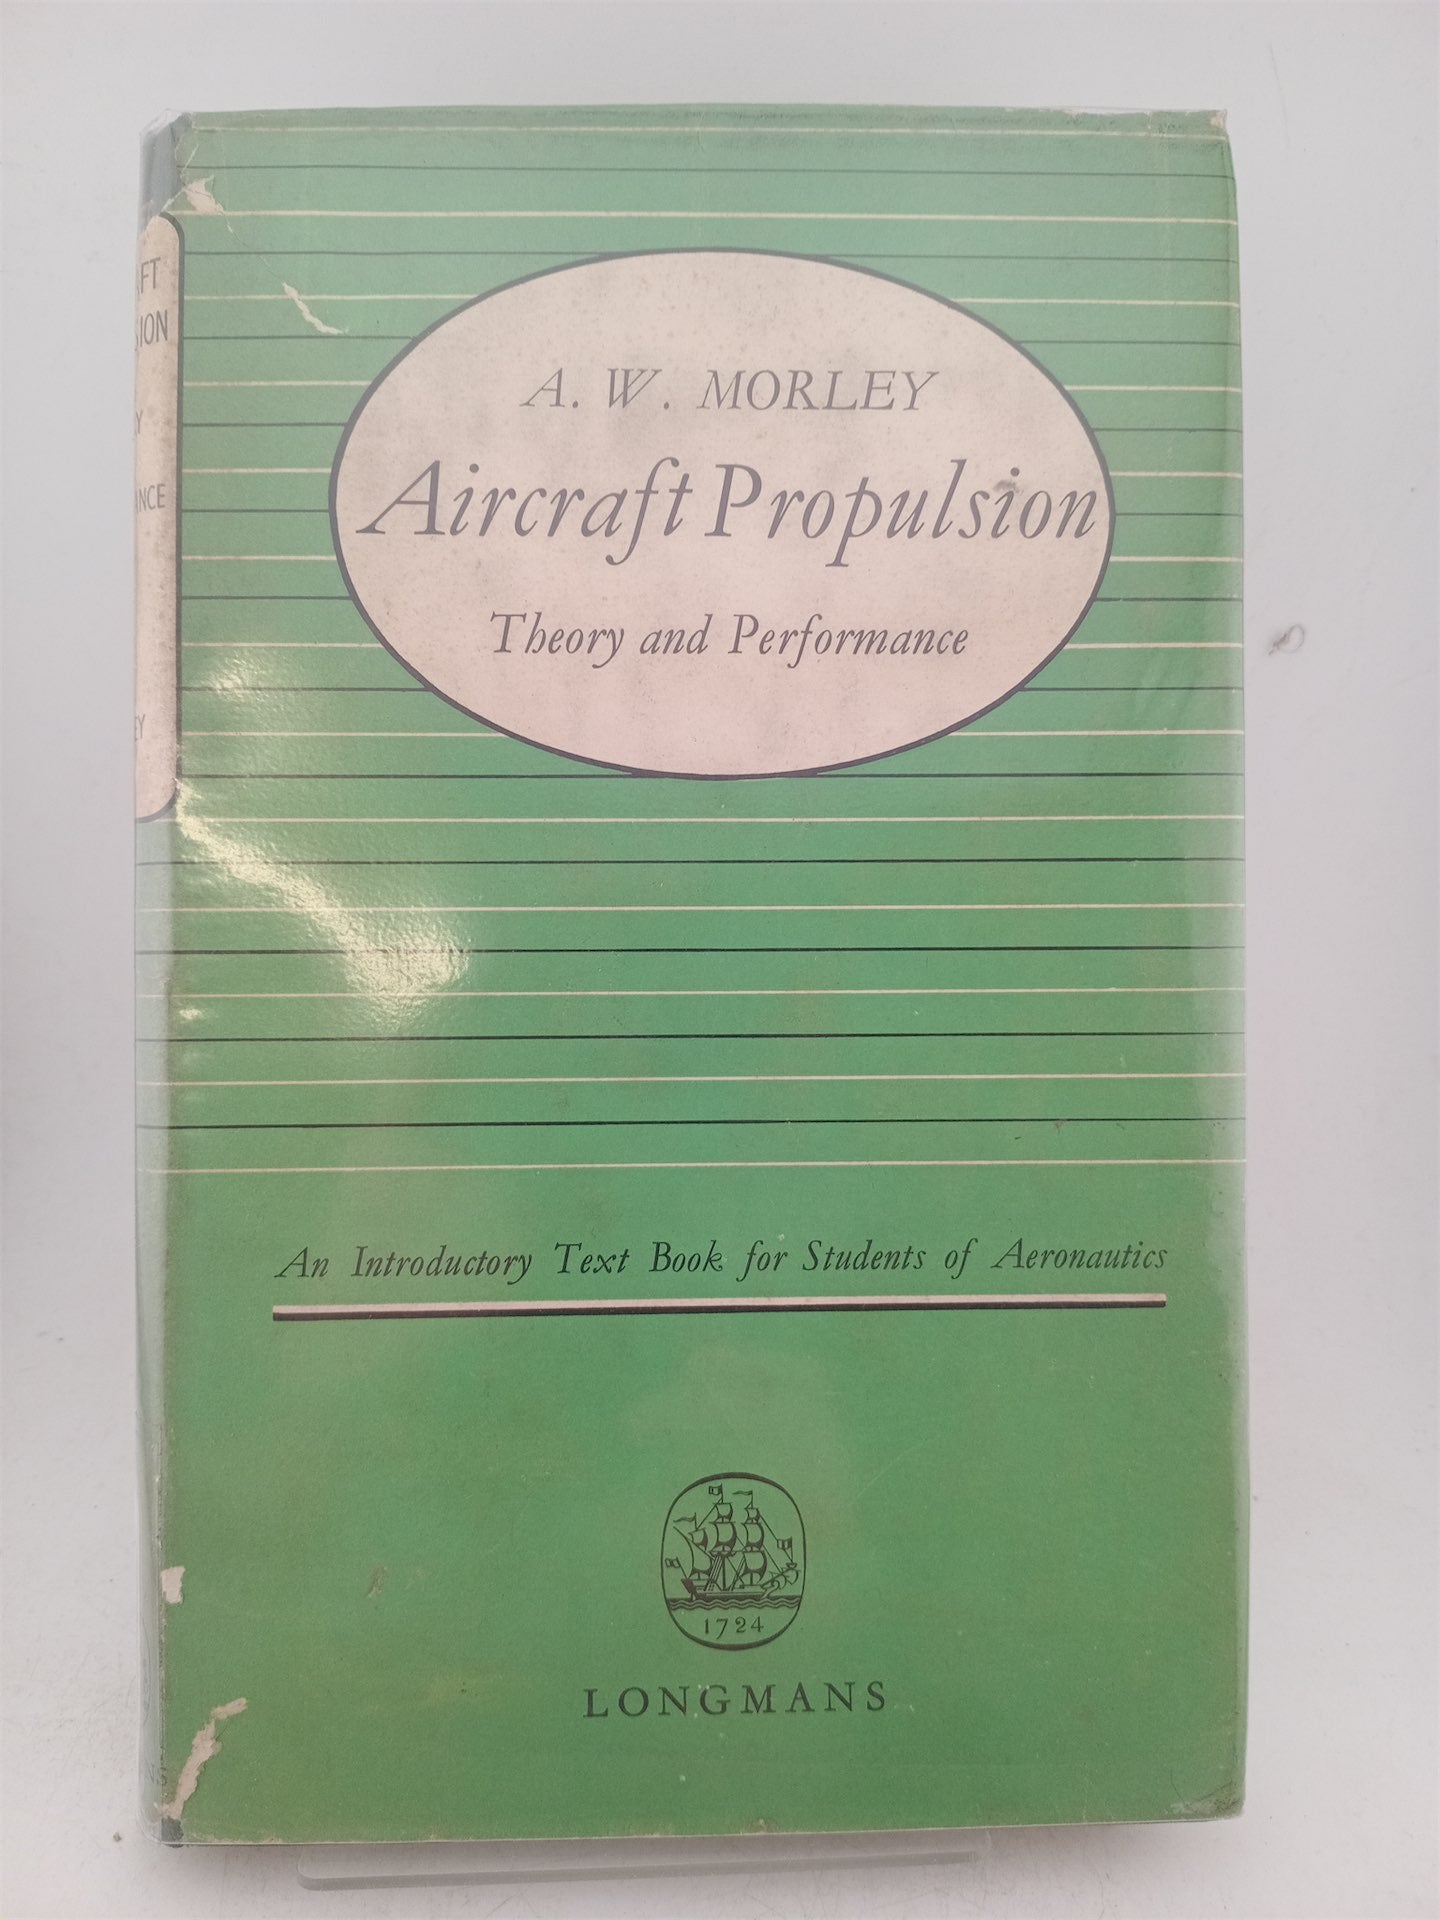 A. W. MORLEY
Aircraft Propulsion
Theory and Performance
An Introductory Text Book for Students of Aeronautics
1724
LONGMANS